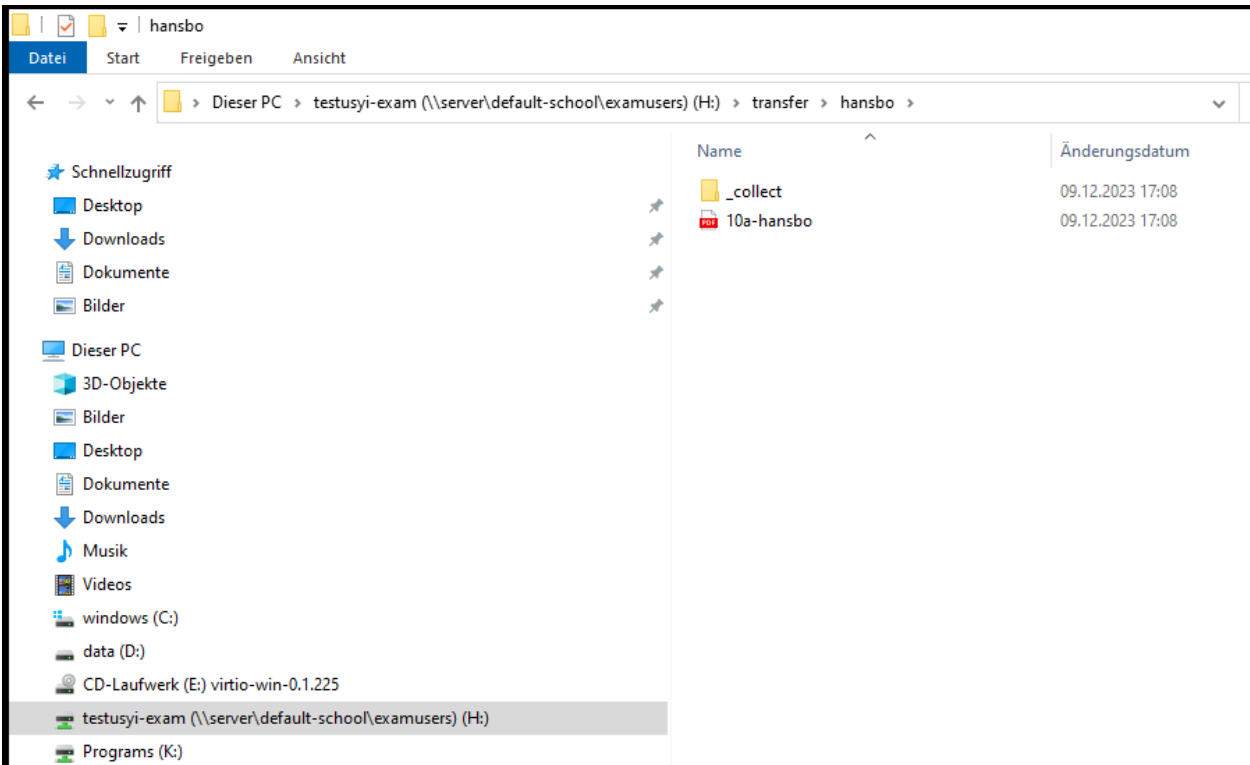 hansbo
Datei Start Freigeben Ansicht
Dieser PC testusyi-exam (\\server\default-school\examusers) (H:) transfer hansbo
Name Änderungsdatum
_collect 09.12.2023 17:08
PDF 10a-hansbo 09.12.2023 17:08
Schnellzugriff
Desktop
Downloads
Dokumente
Bilder
Dieser PC
3D-Objekte
Bilder
Desktop
Dokumente
Downloads
Musik
Videos
windows (C:)
data (D:)
CD-Laufwerk (E:) virtio-win-0.1.225
testusyi-exam (\\server\default-school\examusers) (H:)
Programs (K:)